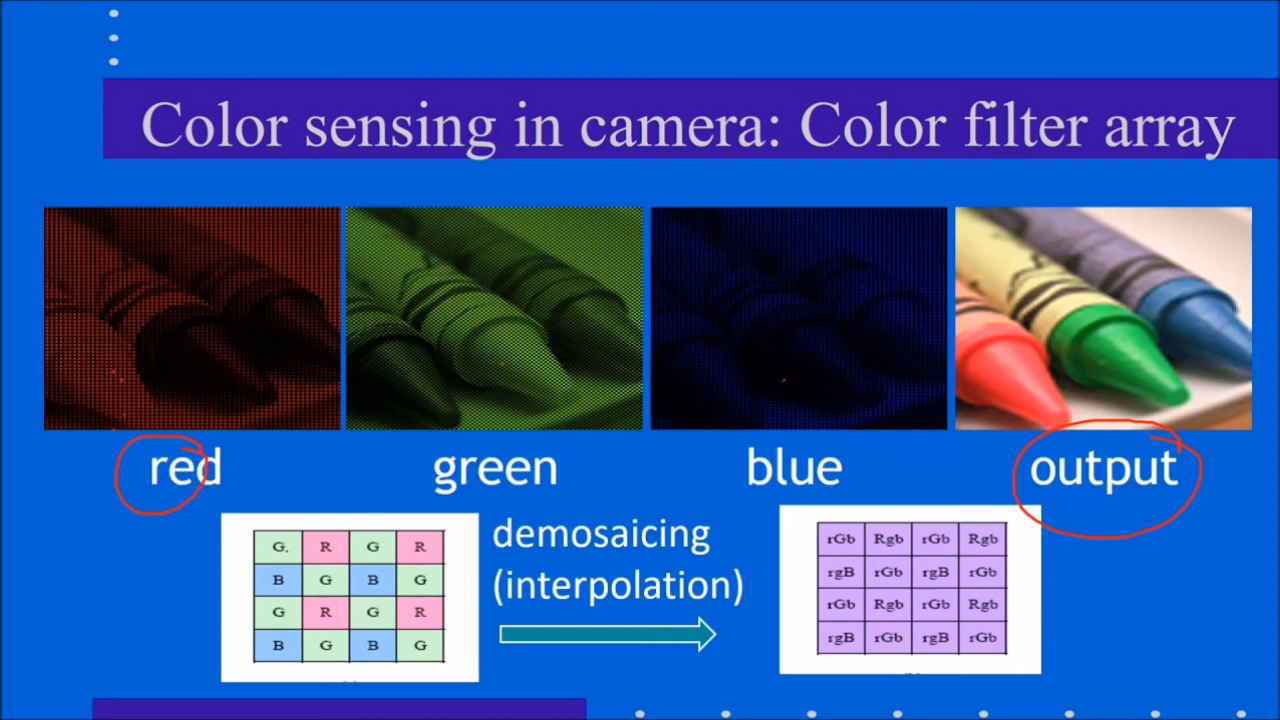 Color sensing in camera: Color filter array
red green blue output
demosaicing
(interpolation)
G R G R
B G B G
G R G R
B G B G
rGb Rgb rGb Rgb
rgB rGb rgB rGb
rGb Rgb rGb Rgb
rgB rGb rgB rGb